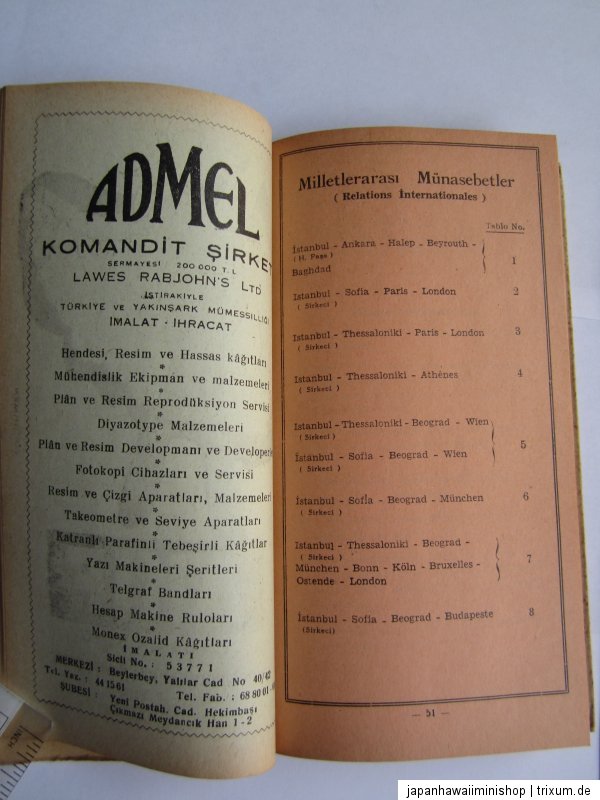 ADMEL
KOMANDİT ŞİRKE
SERMAYESİ 200 000 T. L
LAWES RABJOHN'S LTD
İŞTİRAKİYLE
TÜRKİYE ve YAKINŞARK MÜMESSİLLİĞİ
İMALAT · İHRACAT
Hendesi, Resim ve Hassas kâğıtları
*
Mühendislik Ekipman ve malzemeleri
*
Plân ve Resim Reprodüksiyon Servisi
*
Diyazotype Malzemeleri
*
Plân ve Resim Developmanı ve Developerle
*
Fotokopi Cihazları ve Servisi
*
Resim ve Çizgi Aparatları, Malzemeleri
*
Takeometre ve Seviye Aparatları
*
Katranlı Parafinli Tebeşirli Kâğıtlar
*
Yazı Makineleri Şeritleri
*
Telgraf Bandları
*
Hesap Makine Ruloları
*
Monex Ozalid Kâğıtları
İMALATI
Sicil No. : 53771
MERKEZİ : Beylerbey, Yalılar Cad No 40/42
Tel. Yaz. : 44 15 61 Tel. Fab. : 68 80 01
ŞUBESİ : Yeni Postah. Cad. Hekimbaşı
Çıkmazı Meydancık Han 1 - 2
Milletlerarası Münasebetler
( Relations İnternationales )
Tablo No.
İstanbul - Ankara - Halep - Beyrouth -
( H. Paşa )
Baghdad
1
İstanbul - Sofia - Paris - London 2
( Sirkeci )
İstanbul - Thessaloniki - Paris - London 3
( Sirkeci )
İstanbul - Thessaloniki - Athènes 4
( Sirkeci )
İstanbul - Thessaloniki - Beograd - Wien
( Sirkeci )
5
İstanbul - Sofia - Beograd - Wien
( Sirkeci )
İstanbul - Sofia - Beograd - München 6
( Sirkeci )
İstanbul - Thessaloniki - Beograd -
( Sirkeci )
München - Bonn - Köln - Bruxelles - 7
Ostende - London
İstanbul - Sofia - Beograd - Budapeste 8
(Sirkeci)
— 51 —
INCH
japanhawaiiminishop | trixum.de